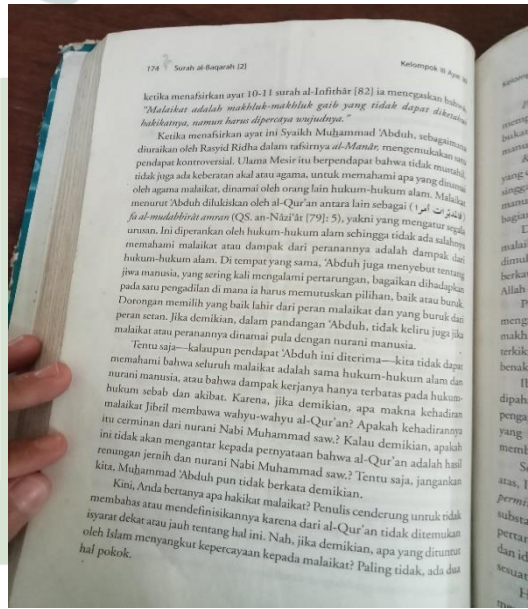 174 Surah al-Baqarah [2]
Kelompok III Ayat
ketika menafsirkan ayat 10-11 surah al-Infithâr [82] ia menegaskan bahwa,
"Malaikat adalah makhluk-makhluk gaib yang tidak dapat diketahui
hakikatnya, namun harus dipercaya wujudnya."
Ketika menafsirkan ayat ini Syaikh Muḥammad 'Abduh, sebagaimana
diuraikan oleh Rasyid Ridha dalam tafsirnya al-Manâr, mengemukakan satu
pendapat kontroversial. Ulama Mesir itu berpendapat bahwa tidak mustahil,
tidak juga ada keberatan akal atau agama, untuk memahami apa yang dinamai
oleh agama malaikat, dinamai oleh orang lain hukum-hukum alam. Malaikat
menurut 'Abduh dilukiskan oleh al-Qur'an antara lain sebagai (فالمدبرات أمرا)
fa al-mudabbirât amran (QS. an-Nâzi'ât [79]: 5), yakni yang mengatur segala
urusan. Ini diperankan oleh hukum-hukum alam sehingga tidak ada salahnya
memahami malaikat atau dampak dari peranannya adalah dampak dari
hukum-hukum alam. Di tempat yang sama, 'Abduh juga menyebut tentang
jiwa manusia, yang sering kali mengalami pertarungan, bagaikan dihadapkan
pada satu pengadilan di mana ia harus memutuskan pilihan, baik atau buruk.
Dorongan memilih yang baik lahir dari peran malaikat dan yang buruk dari
peran setan. Jika demikian, dalam pandangan 'Abduh, tidak keliru juga jika
malaikat atau peranannya dinamai pula dengan nurani manusia.
Tentu saja—kalaupun pendapat 'Abduh ini diterima—kita tidak dapat
memahami bahwa seluruh malaikat adalah sama hukum-hukum alam dan
nurani manusia, atau bahwa dampak kerjanya hanya terbatas pada hukum-
hukum sebab dan akibat. Karena, jika demikian, apa makna kehadiran
malaikat Jibril membawa wahyu-wahyu al-Qur'an? Apakah kehadirannya
itu cerminan dari nurani Nabi Muhammad saw.? Kalau demikian, apakah
ini tidak akan mengantar kepada pernyataan bahwa al-Qur'an adalah hasil
renungan jernih dan nurani Nabi Muhammad saw.? Tentu saja, jangankan
kita, Muḥammad 'Abduh pun tidak berkata demikian.
Kini, Anda bertanya apa hakikat malaikat? Penulis cenderung untuk tidak
membahas atau mendefinisikannya karena dari al-Qur'an tidak ditemukan
isyarat dekat atau jauh tentang hal ini. Nah, jika demikian, apa yang dituntut
oleh Islam menyangkut kepercayaan kepada malaikat? Paling tidak, ada dua
hal pokok.